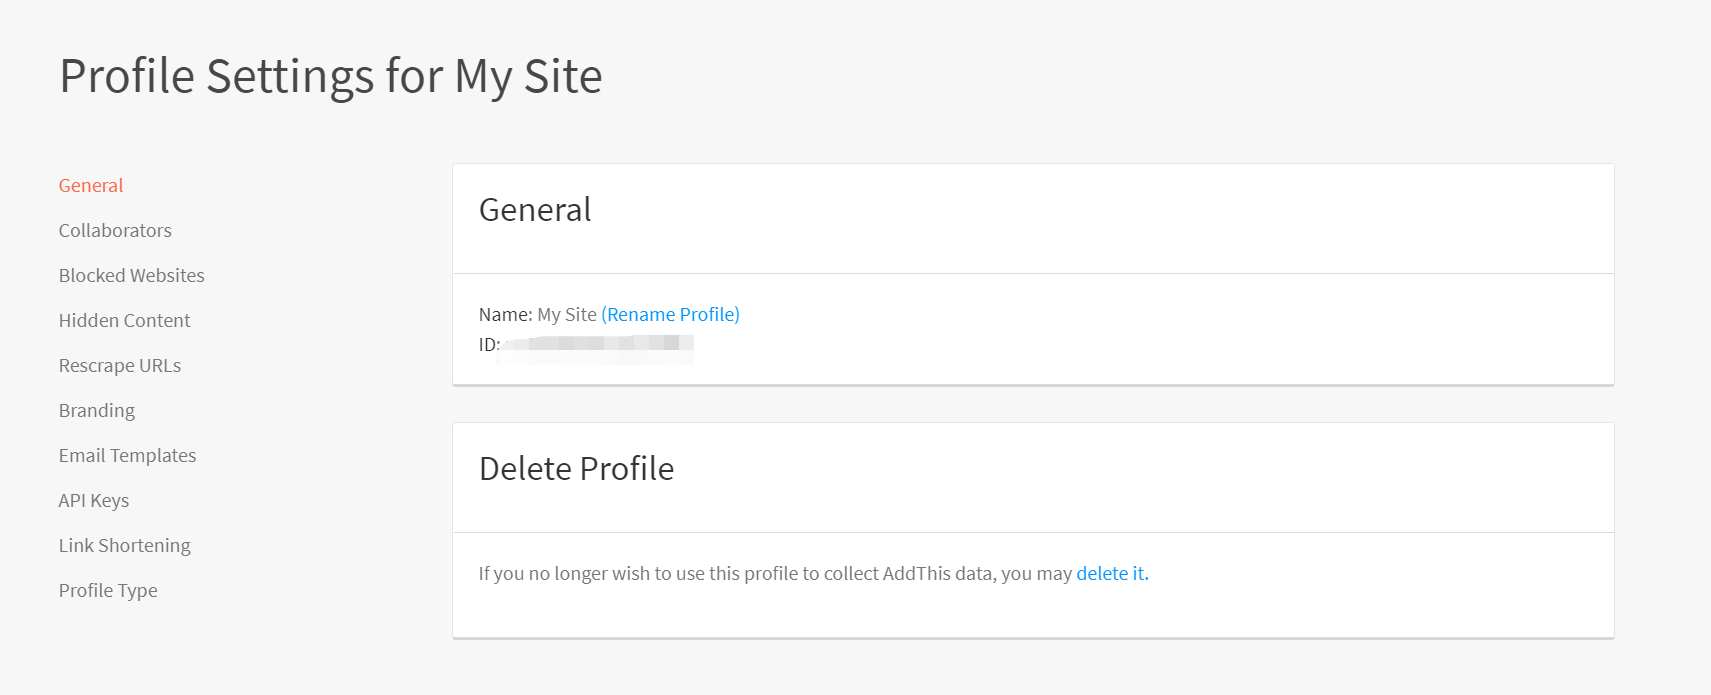 Profile Settings for My Site
General
Collaborators
Blocked Websites
Hidden Content
Rescrape URLs
Branding
Email Templates
API Keys
Link Shortening
Profile Type
General
Name: My Site (Rename Profile)
ID:
Delete Profile
If you no longer wish to use this profile to collect AddThis data, you may delete it.